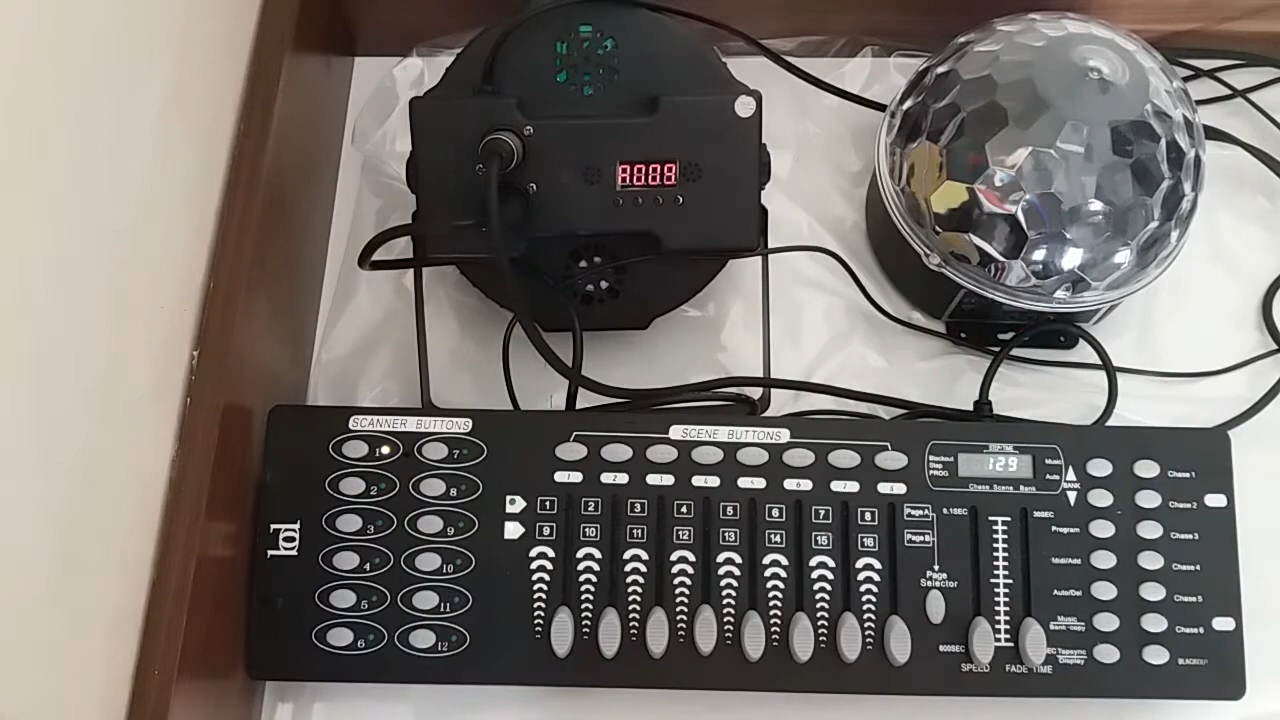 A009
SCANNER BUTTONS
1
7
2
8
3
9
4
10
5
11
6
12
SCENE BUTTONS
1 2 3 4 5 6 7 8
1 2 3 4 5 6 7 8
9 10 11 12 13 14 15 16
Page A
Page B
Page
Selector
STEP/TIME
Blackout
Step
PROG
129
Music
Auto
Chase Scene Bank
BANK
0.1SEC
30SEC
600SEC
SPEED
FADE TIME
Program
Midi/Add
Auto/Del
Music
Bank-copy
Tapsync
Display
Chase 1
Chase 2
Chase 3
Chase 4
Chase 5
Chase 6
BLACKOUT